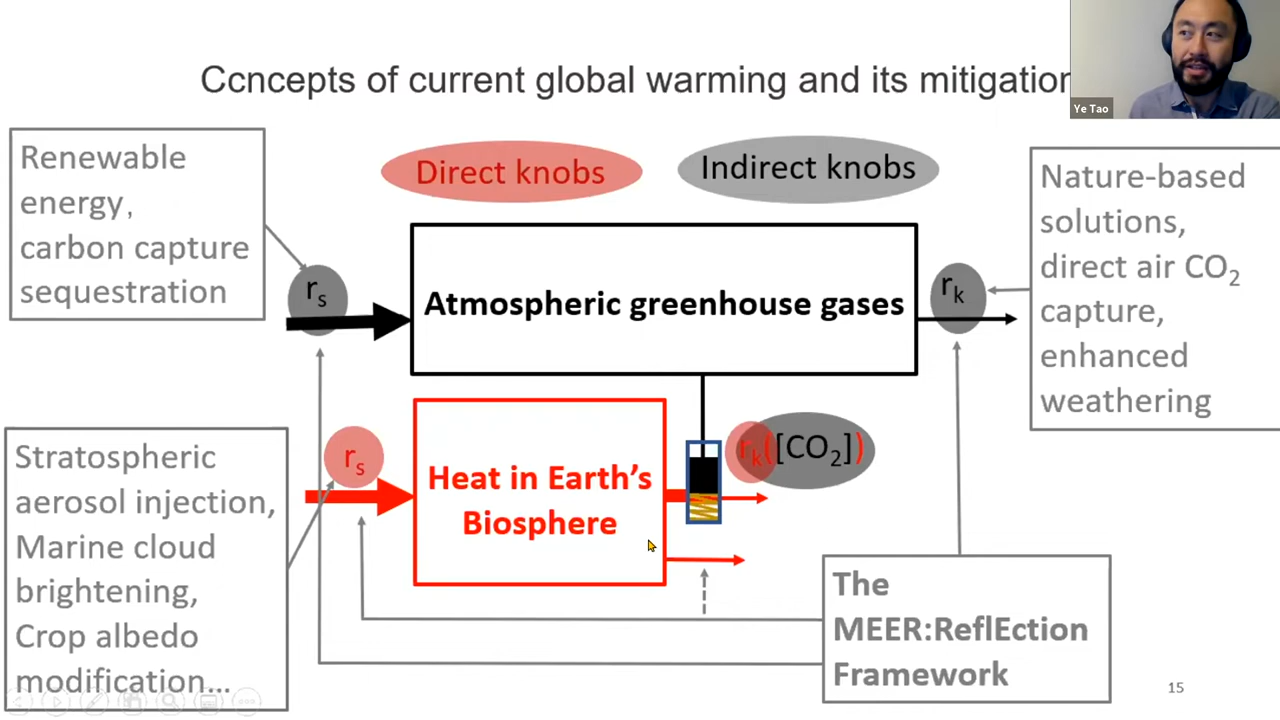 Ccncepts of current global warming and its mitigation
Ye Tao
Renewable
energy,
carbon capture
sequestration
Direct knobs
Indirect knobs
Nature-based
solutions,
direct air CO₂
capture,
enhanced
weathering
rₛ
Atmospheric greenhouse gases
rₖ
Stratospheric
aerosol injection,
Marine cloud
brightening,
Crop albedo
modification...
rₛ
Heat in Earth's
Biosphere
rₖ([CO₂])
The
MEER:ReflEction
Framework
15